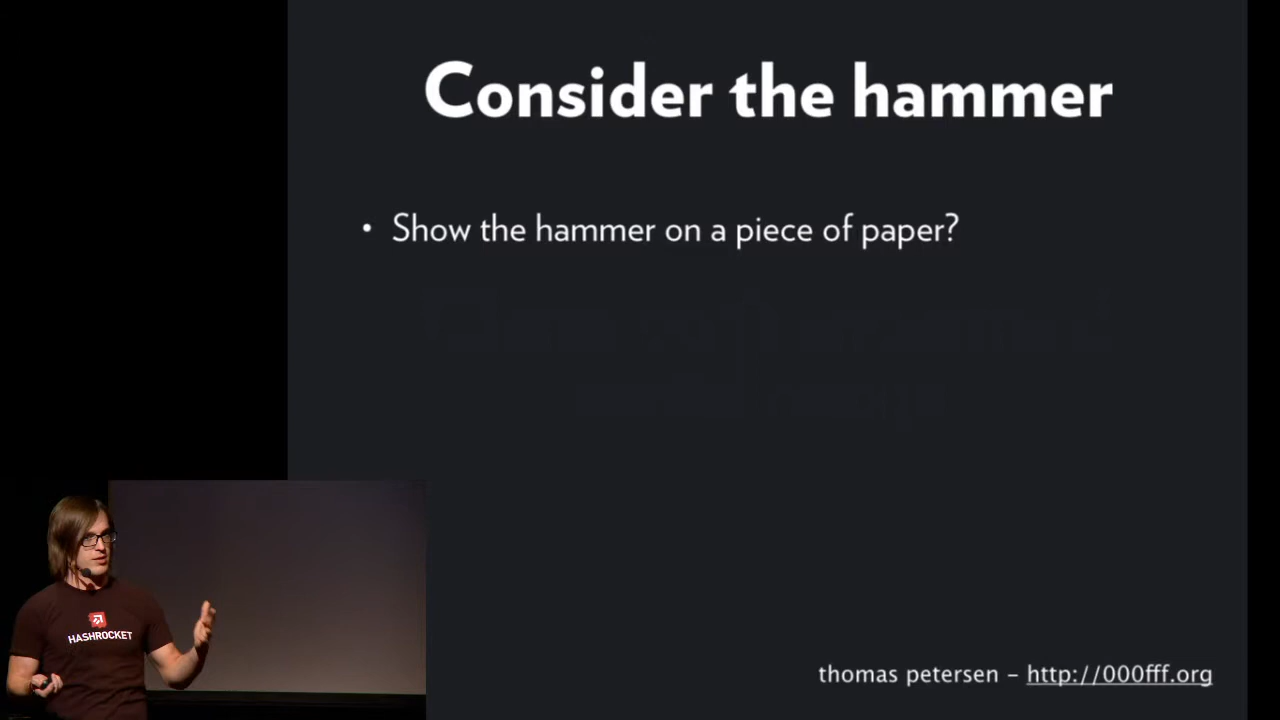 Consider the hammer
• Show the hammer on a piece of paper?
thomas petersen – http://000fff.org
HASHROCKET